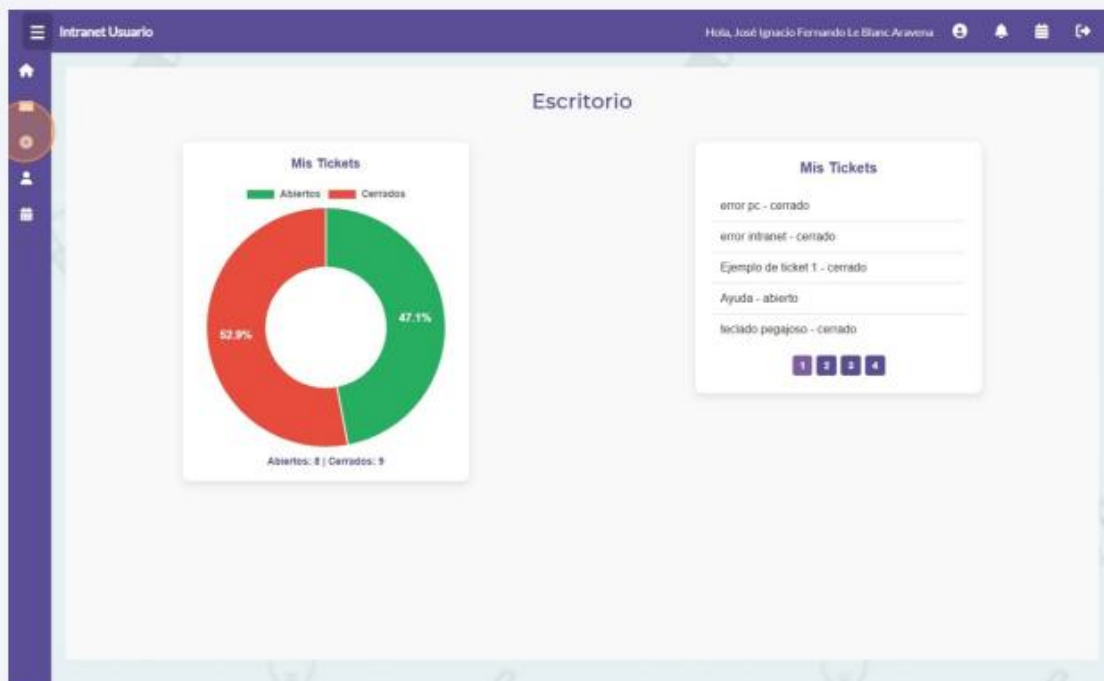 Intranet Usuario
Hola, José Ignacio Fernando Le Blanc Aravena
Escritorio
Mis Tickets
Abiertos Cerrados
47.1%
52.9%
Abiertos: 8 | Cerrados: 9
Mis Tickets
error pc - cerrado
error intranet - cerrado
Ejemplo de ticket 1 - cerrado
Ayuda - abierto
teclado pegajoso - cerrado
1 2 3 4